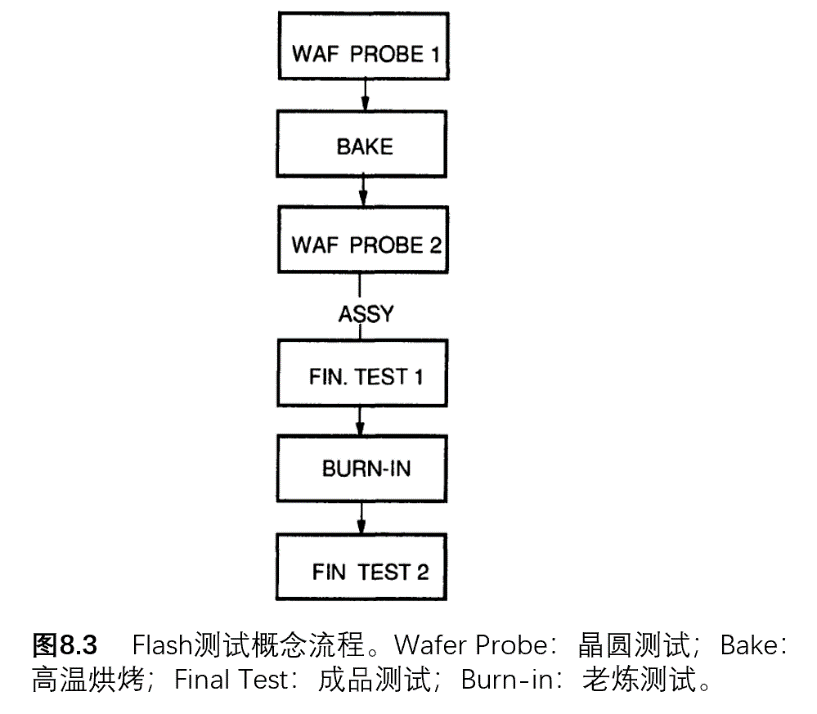 WAF PROBE 1
BAKE
WAF PROBE 2
ASSY
FIN. TEST 1
BURN-IN
FIN TEST 2
图8.3 Flash测试概念流程。Wafer Probe：晶圆测试；Bake：
高温烘烤；Final Test：成品测试；Burn-in：老炼测试。